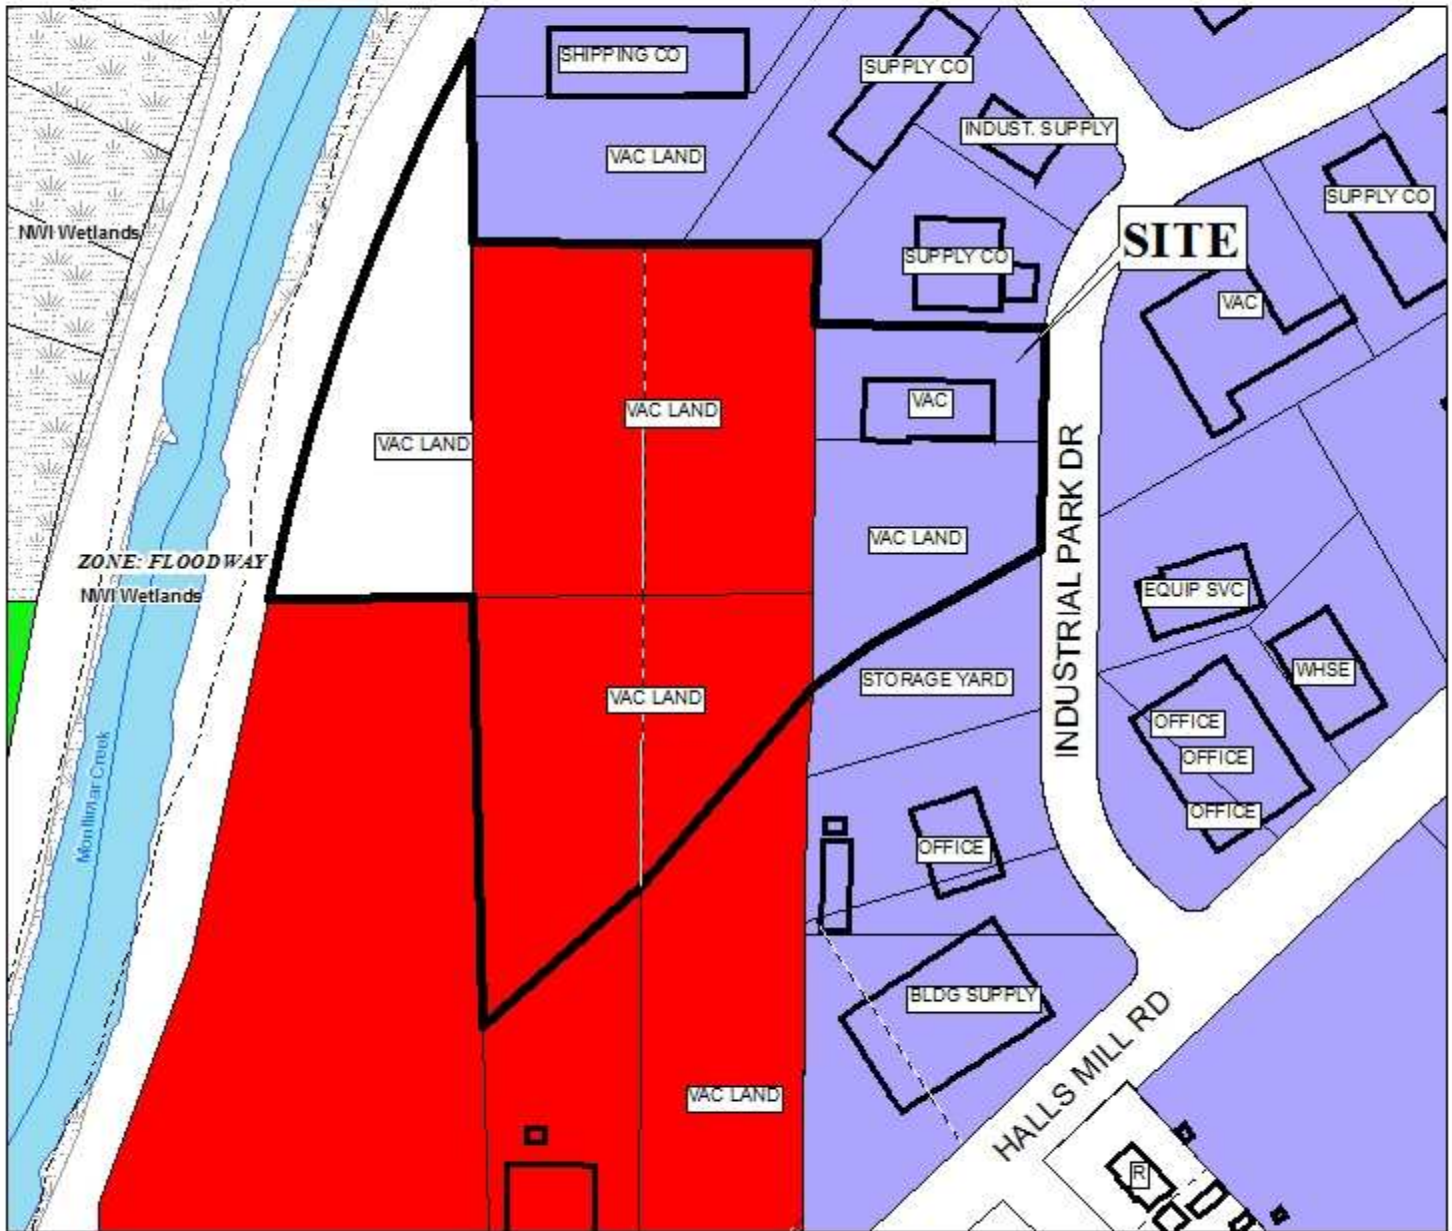 SHIPPING CO
SUPPLY CO
INDUST. SUPPLY
VAC LAND
SUPPLY CO
NWI Wetlands
SITE
SUPPLY CO
VAC
VAC
VAC LAND
VAC LAND
VAC LAND
INDUSTRIAL PARK DR
ZONE: FLOODWAY
NWI Wetlands
EQUIP SVC
WHSE
STORAGE YARD
VAC LAND
OFFICE
OFFICE
OFFICE
Montlimar Creek
OFFICE
BLDG SUPPLY
HALLS MILL RD
VAC LAND
R